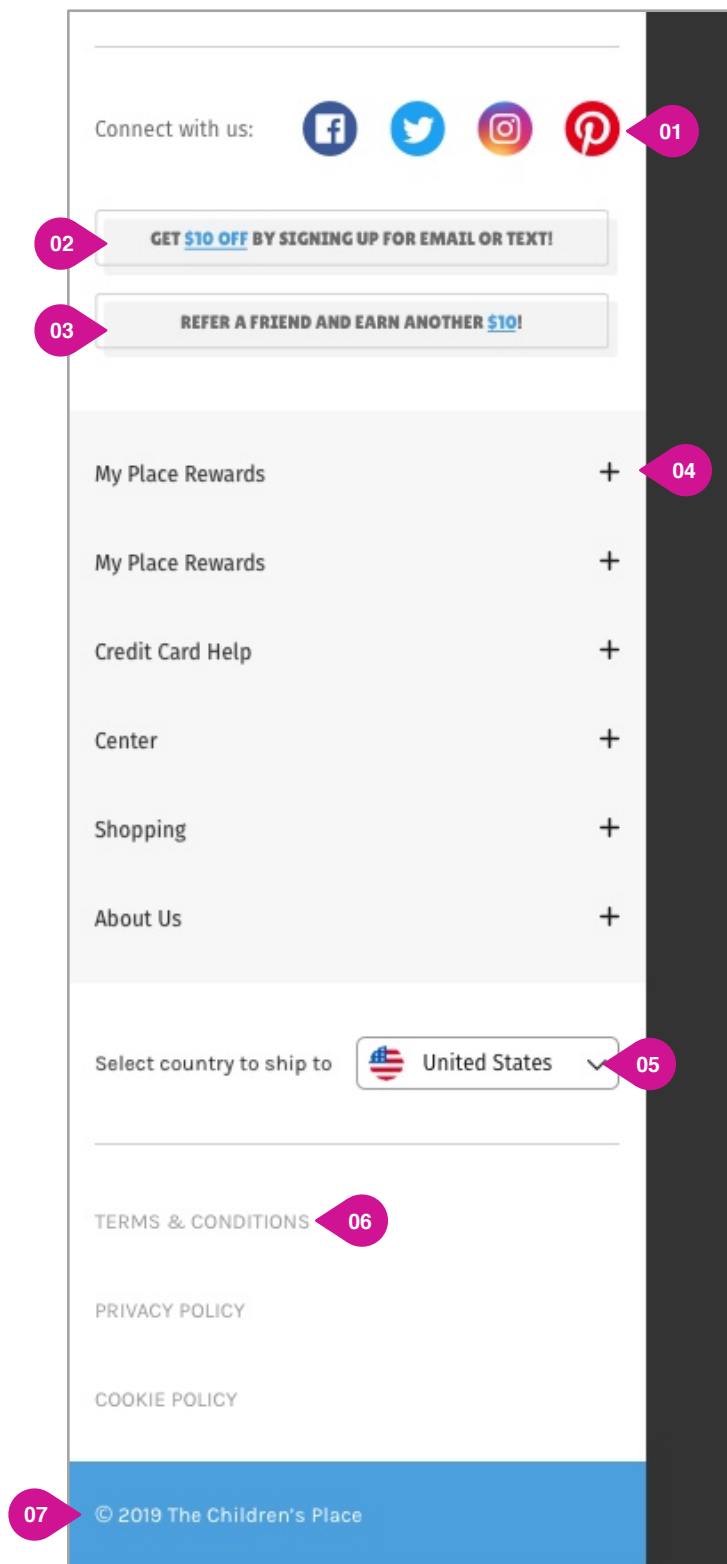 Connect with us:
01
02
GET $10 OFF BY SIGNING UP FOR EMAIL OR TEXT!
03
REFER A FRIEND AND EARN ANOTHER $10!
My Place Rewards
04
My Place Rewards
Credit Card Help
Center
Shopping
About Us
Select country to ship to
United States
05
TERMS & CONDITIONS
06
PRIVACY POLICY
COOKIE POLICY
07
© 2019 The Children's Place